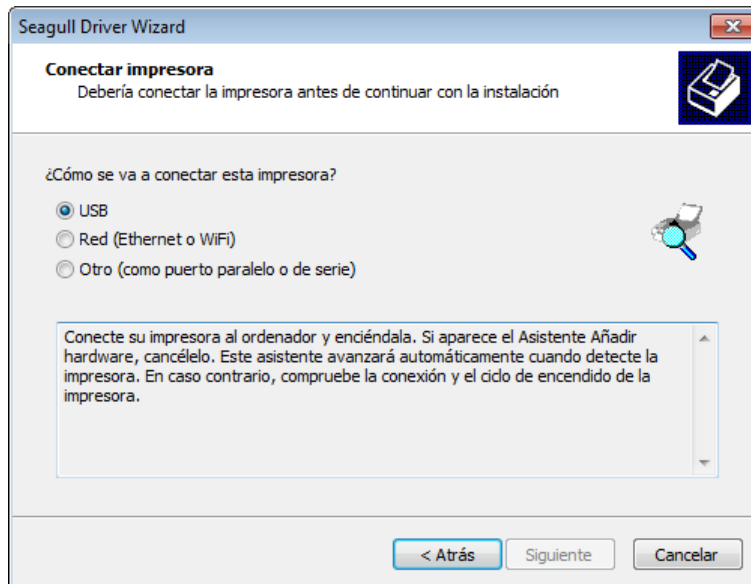 Seagull Driver Wizard
Conectar impresora
Debería conectar la impresora antes de continuar con la instalación
¿Cómo se va a conectar esta impresora?
USB
Red (Ethernet o WiFi)
Otro (como puerto paralelo o de serie)
Conecte su impresora al ordenador y enciéndala. Si aparece el Asistente Añadir
hardware, cancélelo. Este asistente avanzará automáticamente cuando detecte la
impresora. En caso contrario, compruebe la conexión y el ciclo de encendido de la
impresora.
< Atrás Siguiente Cancelar